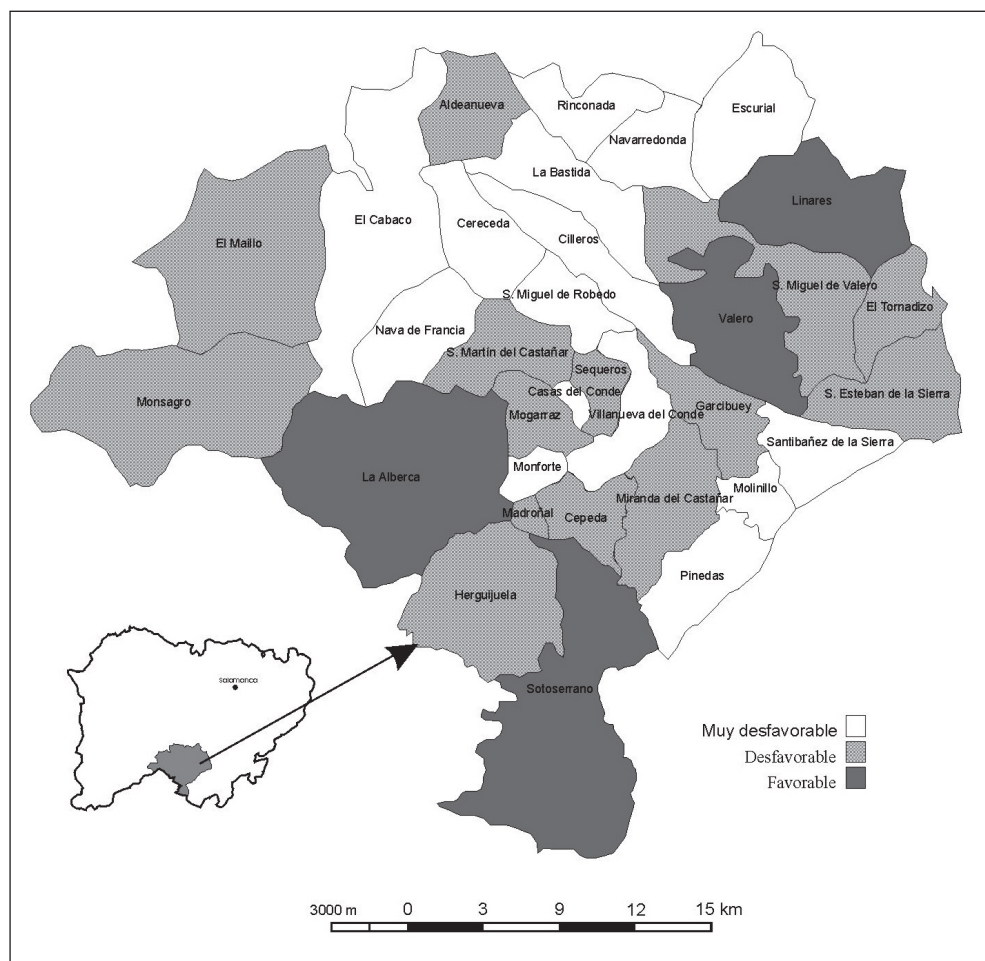 Aldeanueva
Rinconada
Escurial
Navarredonda
La Bastida
Linares
El Cabaco
Cereceda
El Maillo
Cilleros
S. Miguel de Robedo
S. Miguel de Valero
El Tornadizo
Valero
Nava de Francia
S. Martín del Castañar
Sequeros
Monsagro
Casas del Conde
S. Esteban de la Sierra
Mogarraz
Villanueva del Conde
Garcibuey
Santibañez de la Sierra
Monforte
La Alberca
Molinillo
Miranda del Castañar
Madroñal
Cepeda
Pinedas
Herguijuela
salamanca
Sotoserrano
Muy desfavorable
Desfavorable
Favorable
3000 m 0 3 9 12 15 km